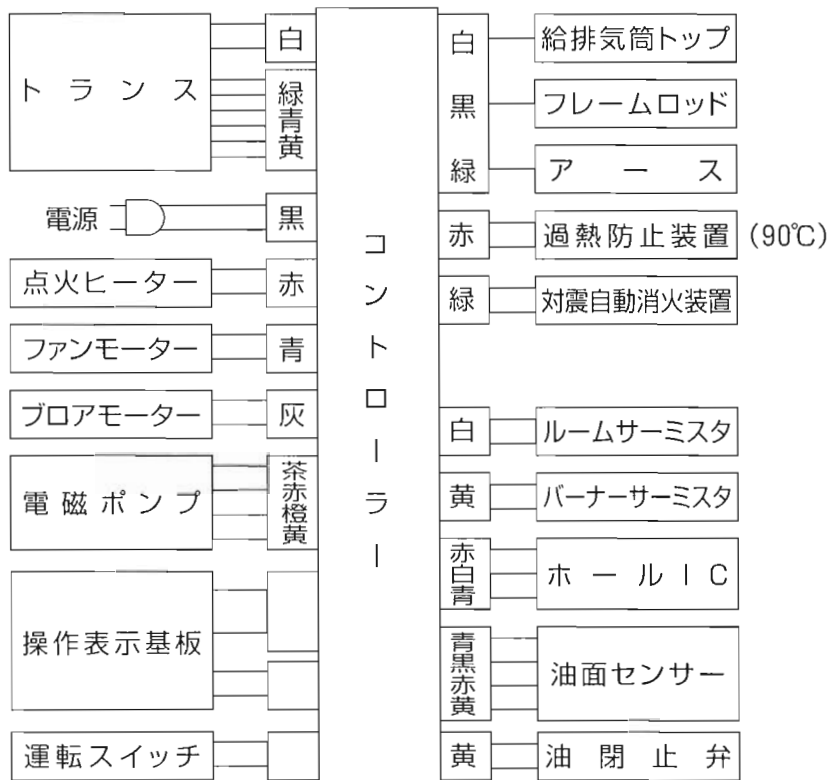 トランス
白
緑
青
黄
電源
黒
点火ヒーター
赤
ファンモーター
青
ブロアモーター
灰
電磁ポンプ
茶
赤
橙
黄
操作表示基板
運転スイッチ
コントローラー
白
給排気筒トップ
黒
フレームロッド
緑
アース
赤
過熱防止装置 (90℃)
緑
対震自動消火装置
白
ルームサーミスタ
黄
バーナーサーミスタ
赤
白
青
ホールIC
青
黒
赤
黄
油面センサー
黄
油閉止弁